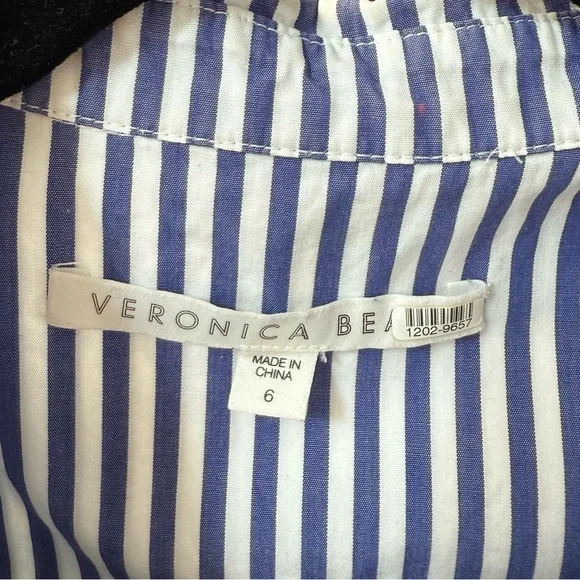 VERONICA BEA
1202-9657
MADE IN
CHINA
6